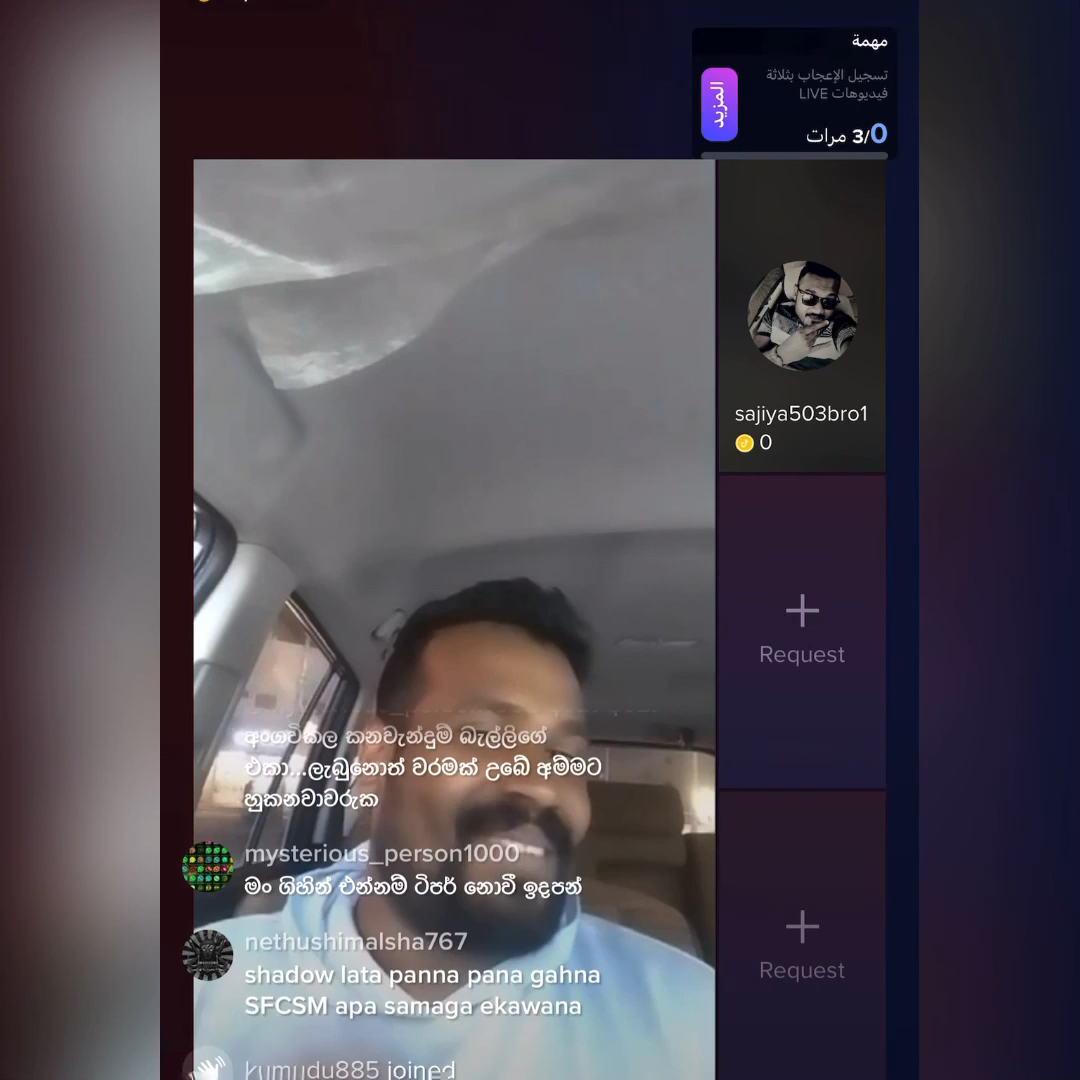 مهمة
تسجيل الإعجاب بثلاثة
فيديوهات LIVE
المزيد
3/0 مرات
sajiya503bro1
0
Request
Request
අංගවිකල කනවැන්දුම් බැල්ලිගේ
එකා...ලැබුනොත් වරමක් උබේ අම්මට
හුකනවාවරුක
mysterious_person1000
මං ගිහින් එන්නම් ටිපර් නොවී ඉදපන්
nethushimalsha767
shadow lata panna pana gahna
SFCSM apa samaga ekawana
kumudu885 joined